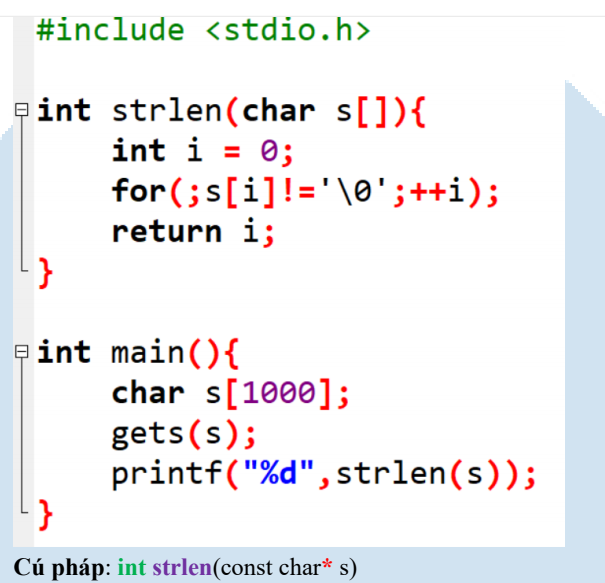 #include <stdio.h>
int strlen(char s[]){
int i = 0;
for(;s[i]!='\0';++i);
return i;
}
int main(){
char s[1000];
gets(s);
printf("%d",strlen(s));
}
Cú pháp: int strlen(const char* s)